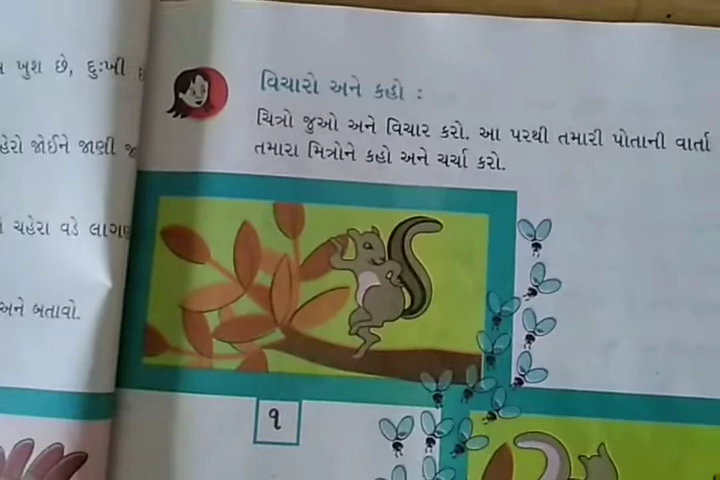 ખુશ છે, દુઃખી
જોઈને જાણી
ચહેરા વડે
અને બતાવો.
વિચારો અને કહો :
ચિત્રો જુઓ અને વિચાર કરો. આ પરથી તમારી પોતાની વાર્તા
તમારા મિત્રોને કહો અને ચર્ચા કરો.
૧